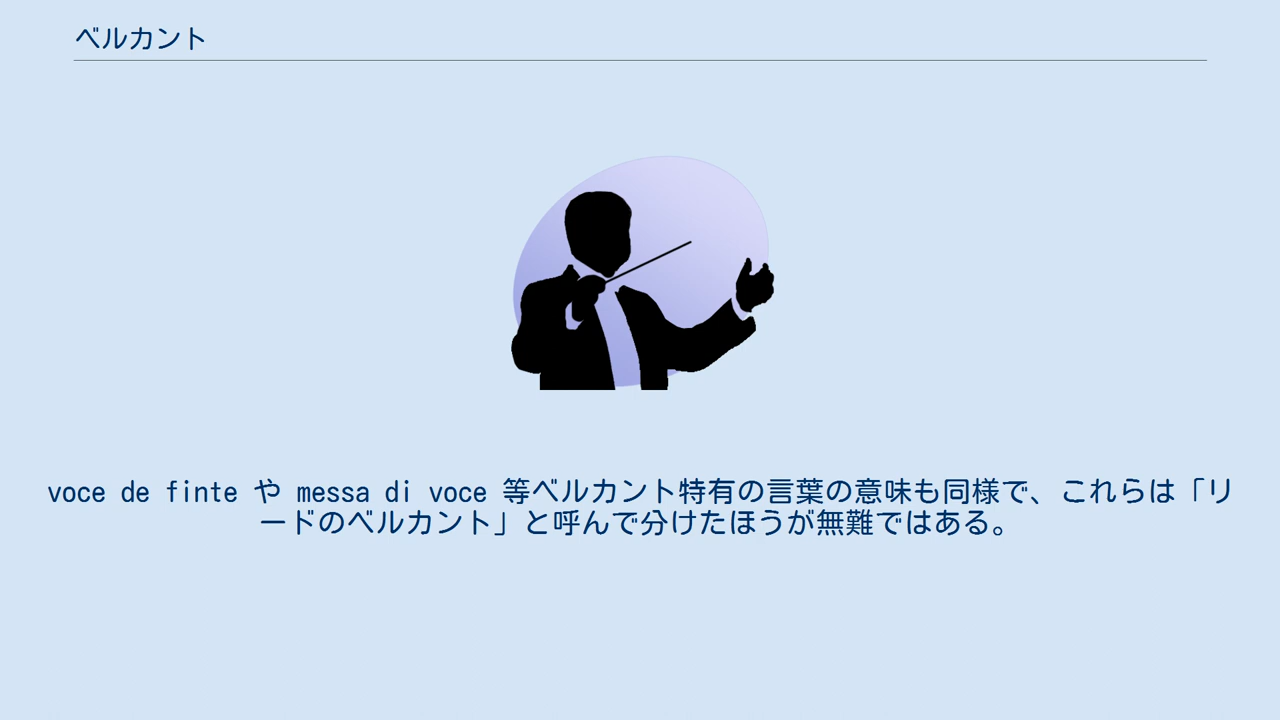 ベルカント
voce de finte や messa di voce 等ベルカント特有の言葉の意味も同様で、これらは「リ
ードのベルカント」と呼んで分けたほうが無難ではある。